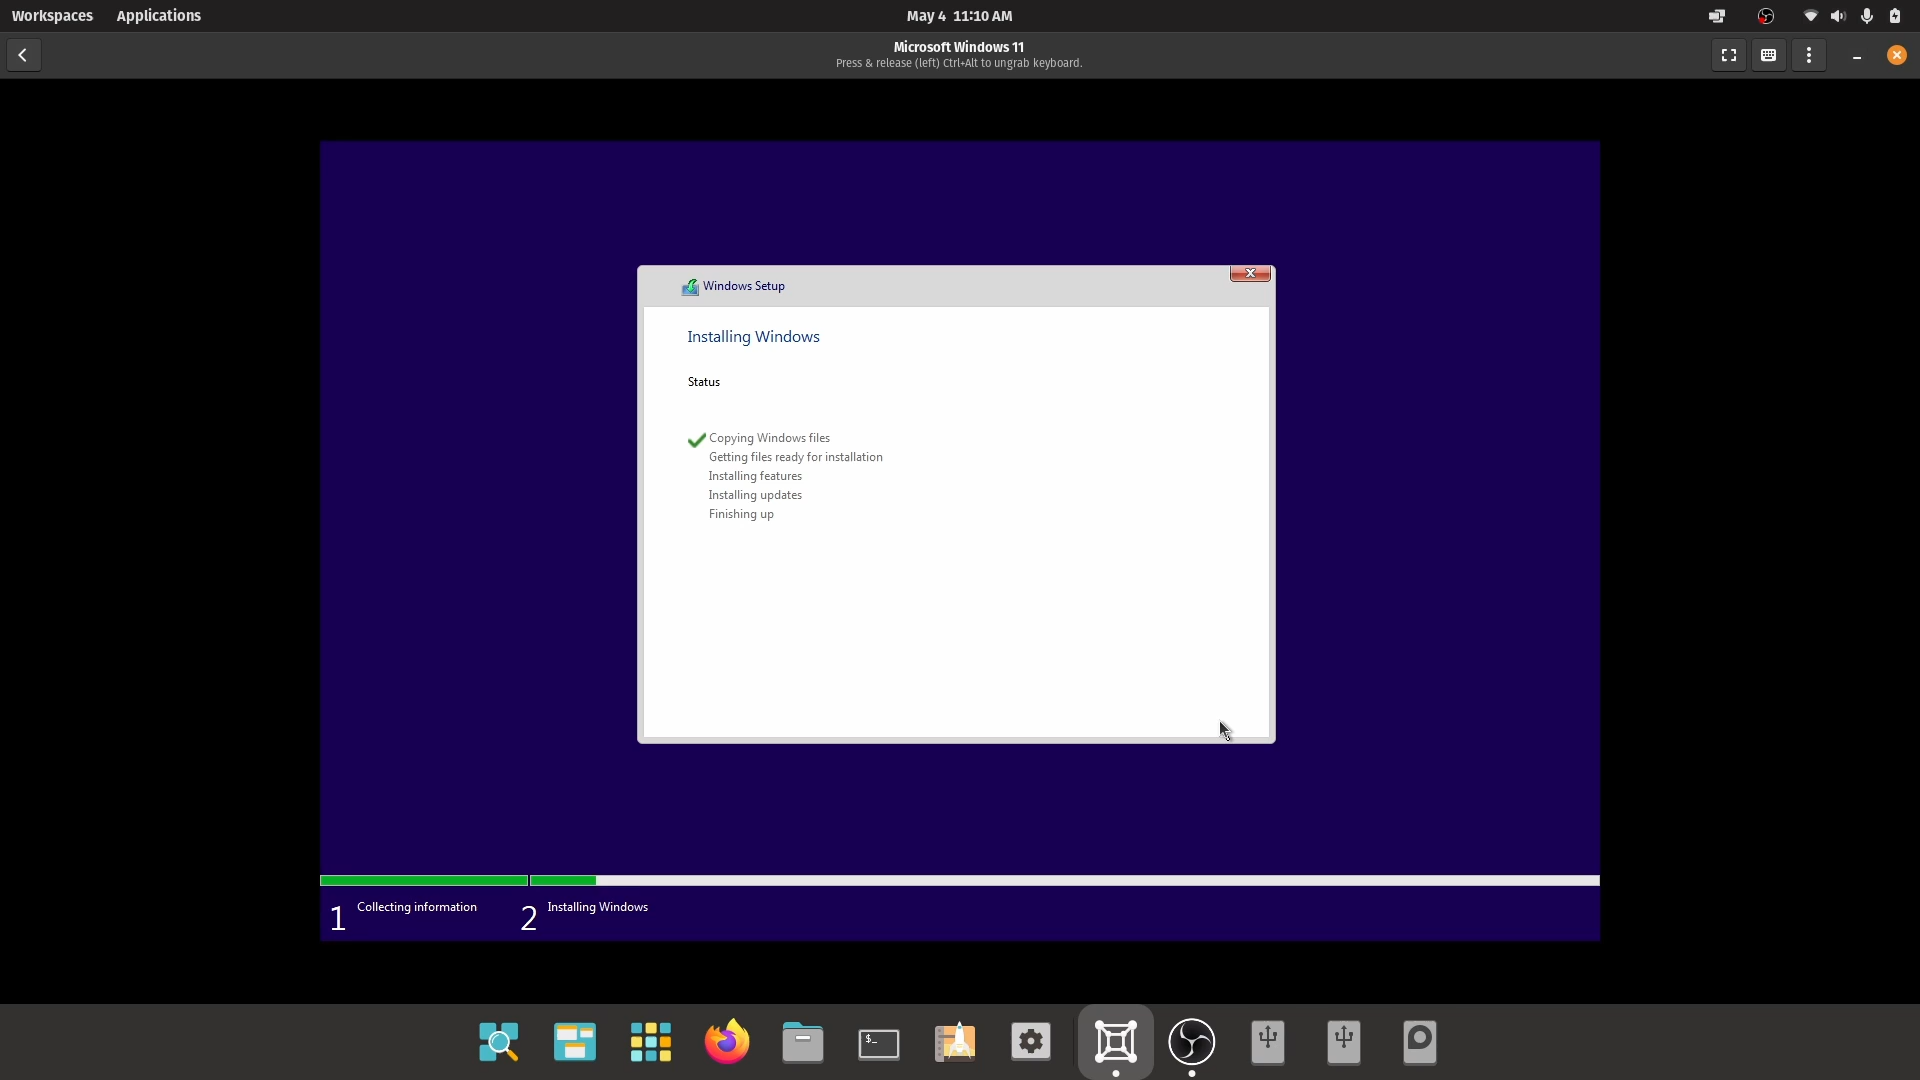 Workspaces Applications May 4 11:10 AM
Microsoft Windows 11
Press & release (left) Ctrl+Alt to ungrab keyboard.
Windows Setup
Installing Windows
Status
Copying Windows files
Getting files ready for installation
Installing features
Installing updates
Finishing up
1 Collecting information 2 Installing Windows
$_